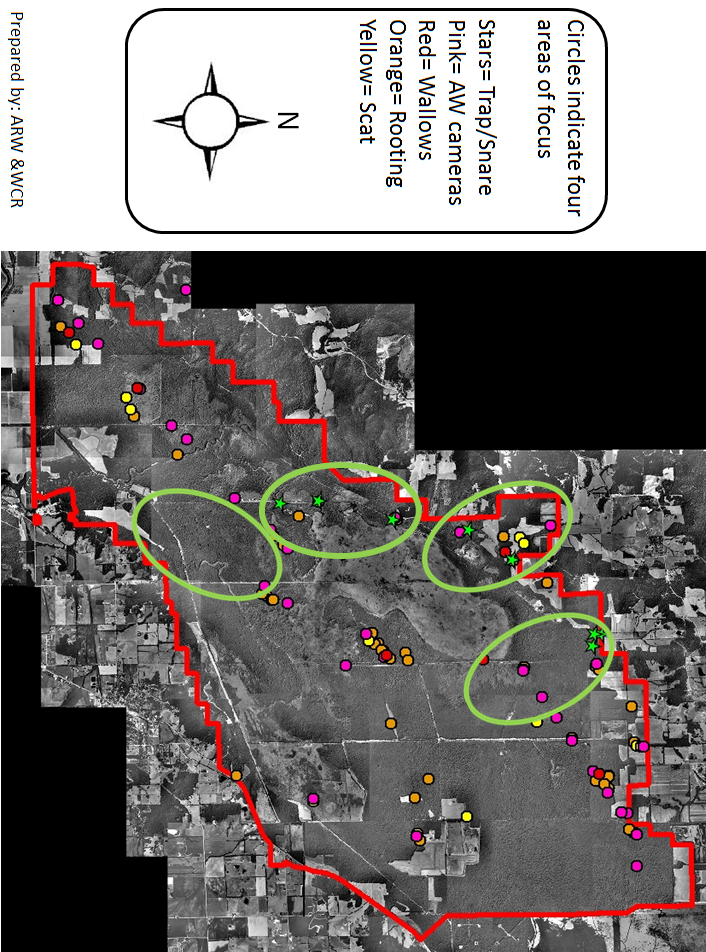 Circles indicate four
areas of focus
Stars= Trap/Snare
Pink= AW cameras
Red= Wallows
Orange= Rooting
Yellow= Scat
N
Prepared by: ARW &WCR